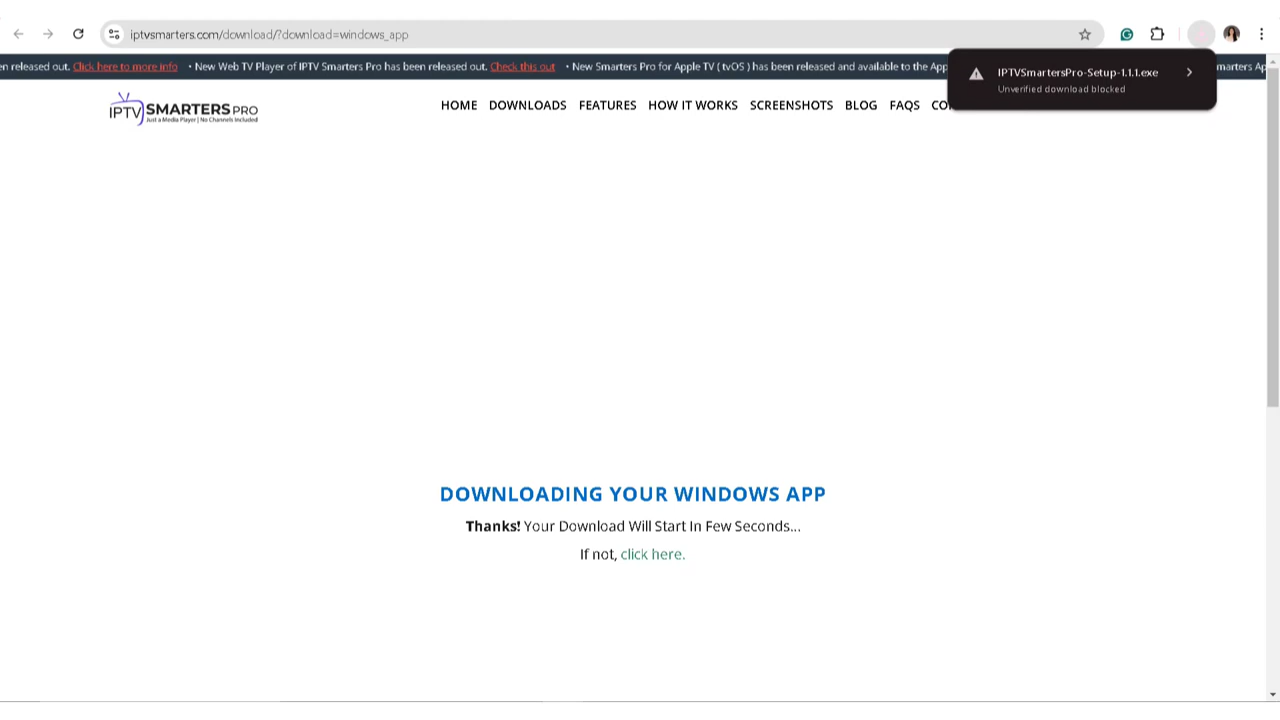 iptvsmarters.com/download/?download=windows_app
en released out. Click here to more info • New Web TV Player of IPTV Smarters Pro has been released out. Check this out • New Smarters Pro for Apple TV ( tvOS ) has been released and available to the App
marters Ap
IPTVSmartersPro-Setup-1.1.1.exe
Unverified download blocked
IPTV SMARTERS PRO
Just a Media Player | No Channels Included
HOME DOWNLOADS FEATURES HOW IT WORKS SCREENSHOTS BLOG FAQS CO
DOWNLOADING YOUR WINDOWS APP
Thanks! Your Download Will Start In Few Seconds...
If not, click here.